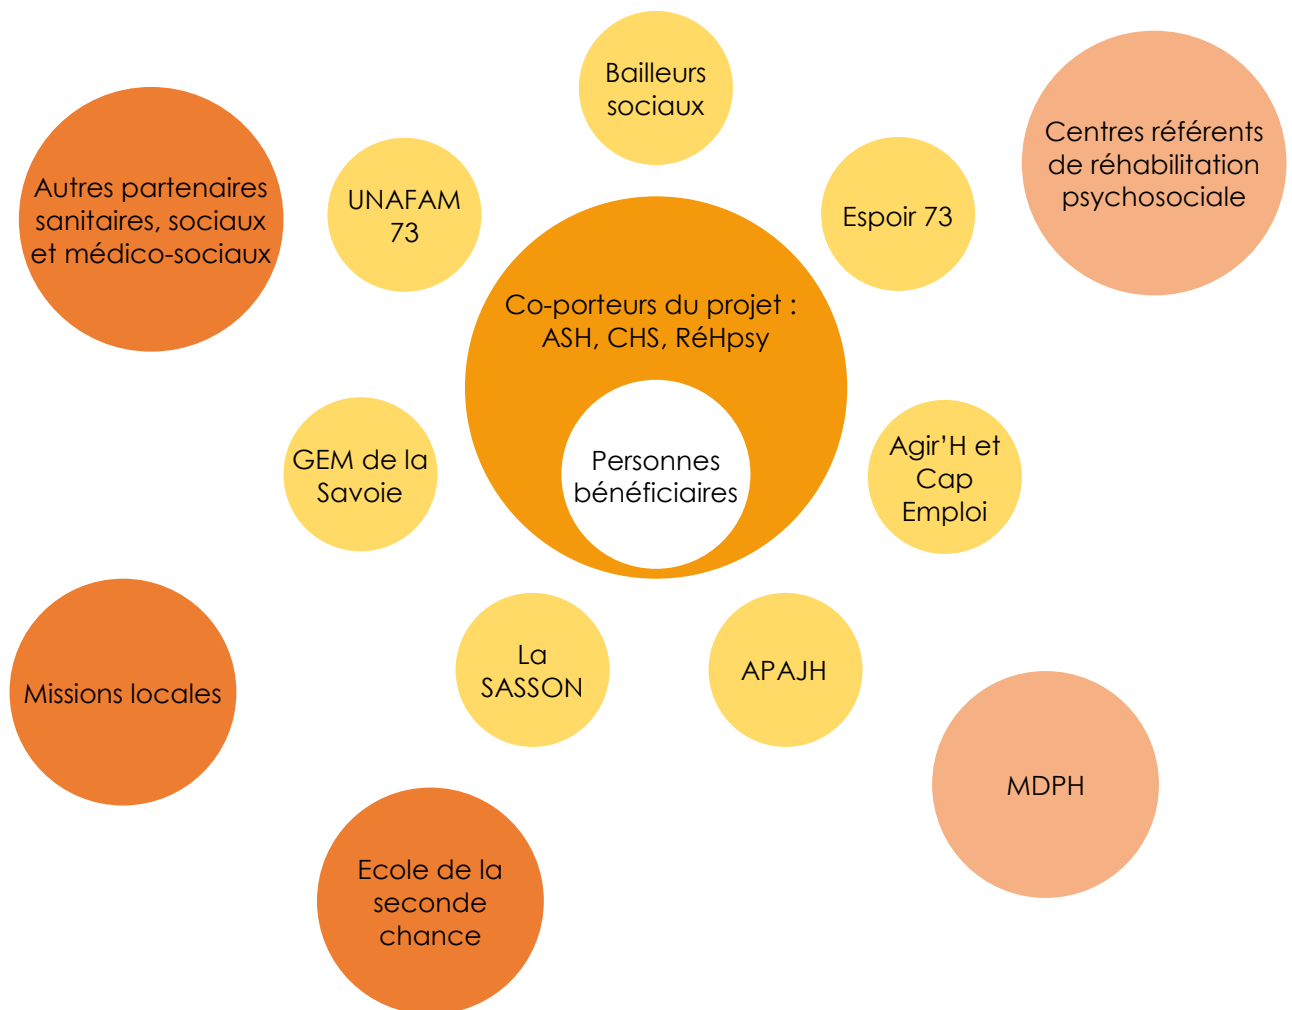 Bailleurs
sociaux
Centres référents
de réhabilitation
psychosociale
Autres partenaires
sanitaires, sociaux
et médico-sociaux
UNAFAM
73
Espoir 73
Co-porteurs du projet :
ASH, CHS, RéHpsy
Personnes
bénéficiaires
GEM de la
Savoie
Agir’H et
Cap
Emploi
La
SASSON
APAJH
Missions locales
MDPH
Ecole de la
seconde
chance